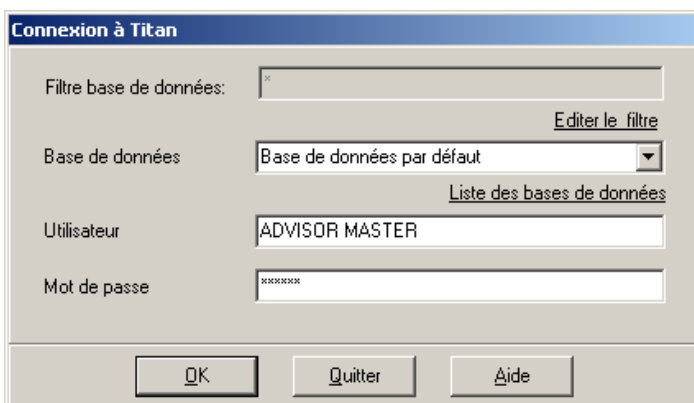 Connexion à Titan
Filtre base de données: *
Editer le filtre
Base de données Base de données par défaut
Liste des bases de données
Utilisateur ADVISOR MASTER
Mot de passe ******
OK Quitter Aide